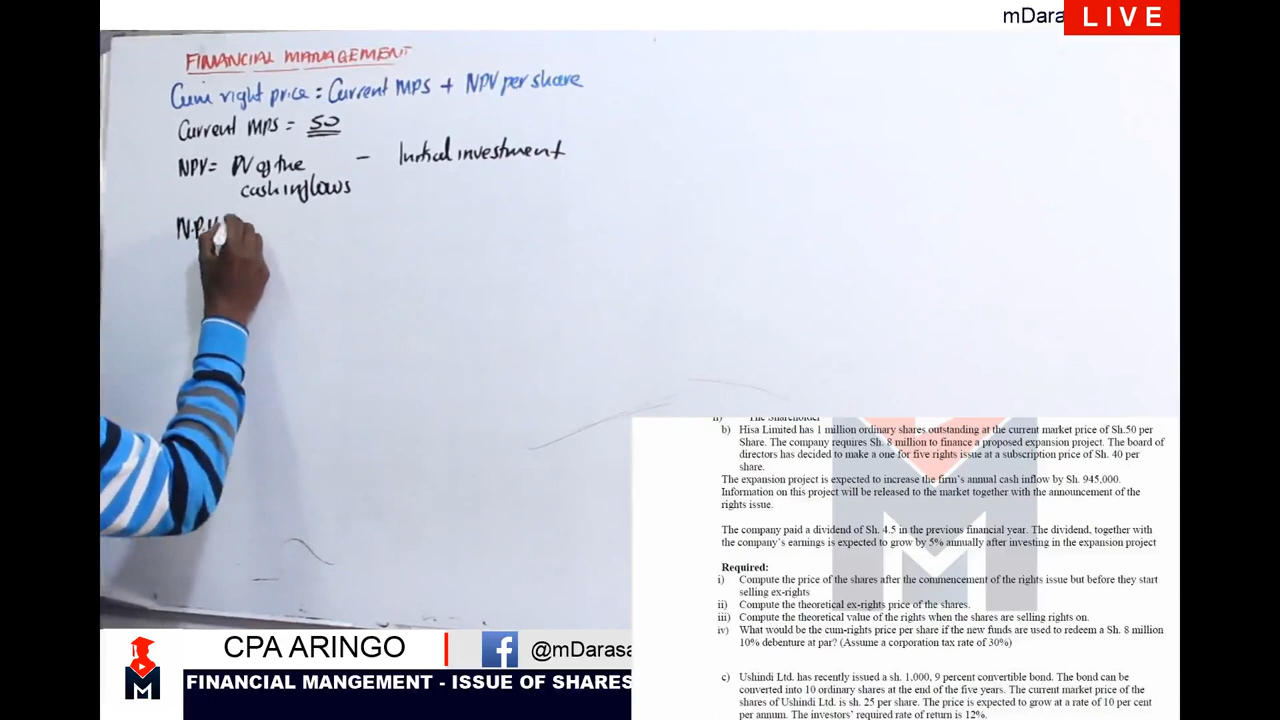 mDara
LIVE
FINANCIAL MANAGEMENT
Cum right price = Current MPS + NPV per share
Current MPS = 50
NPV = PV of the cash inflows - Initial investment
N.P.V
b) Hisa Limited has 1 million ordinary shares outstanding at the current market price of Sh.50 per
Share. The company requires Sh. 8 million to finance a proposed expansion project. The board of
directors has decided to make a one for five rights issue at a subscription price of Sh. 40 per
share.
The expansion project is expected to increase the firm's annual cash inflow by Sh. 945,000.
Information on this project will be released to the market together with the announcement of the
rights issue.
The company paid a dividend of Sh. 4.5 in the previous financial year. The dividend, together with
the company's earnings is expected to grow by 5% annually after investing in the expansion project
Required:
i) Compute the price of the shares after the commencement of the rights issue but before they start
selling ex-rights
ii) Compute the theoretical ex-rights price of the shares.
iii) Compute the theoretical value of the rights when the shares are selling rights on.
iv) What would be the cum-rights price per share if the new funds are used to redeem a Sh. 8 million
10% debenture at par? (Assume a corporation tax rate of 30%)
c) Ushindi Ltd. has recently issued a sh. 1,000, 9 percent convertible bond. The bond can be
converted into 10 ordinary shares at the end of the five years. The current market price of the
shares of Ushindi Ltd. is sh. 25 per share. The price is expected to grow at a rate of 10 per cent
per annum. The investors' required rate of return is 12%.
CPA ARINGO
@mDarasa
FINANCIAL MANGEMENT - ISSUE OF SHARES